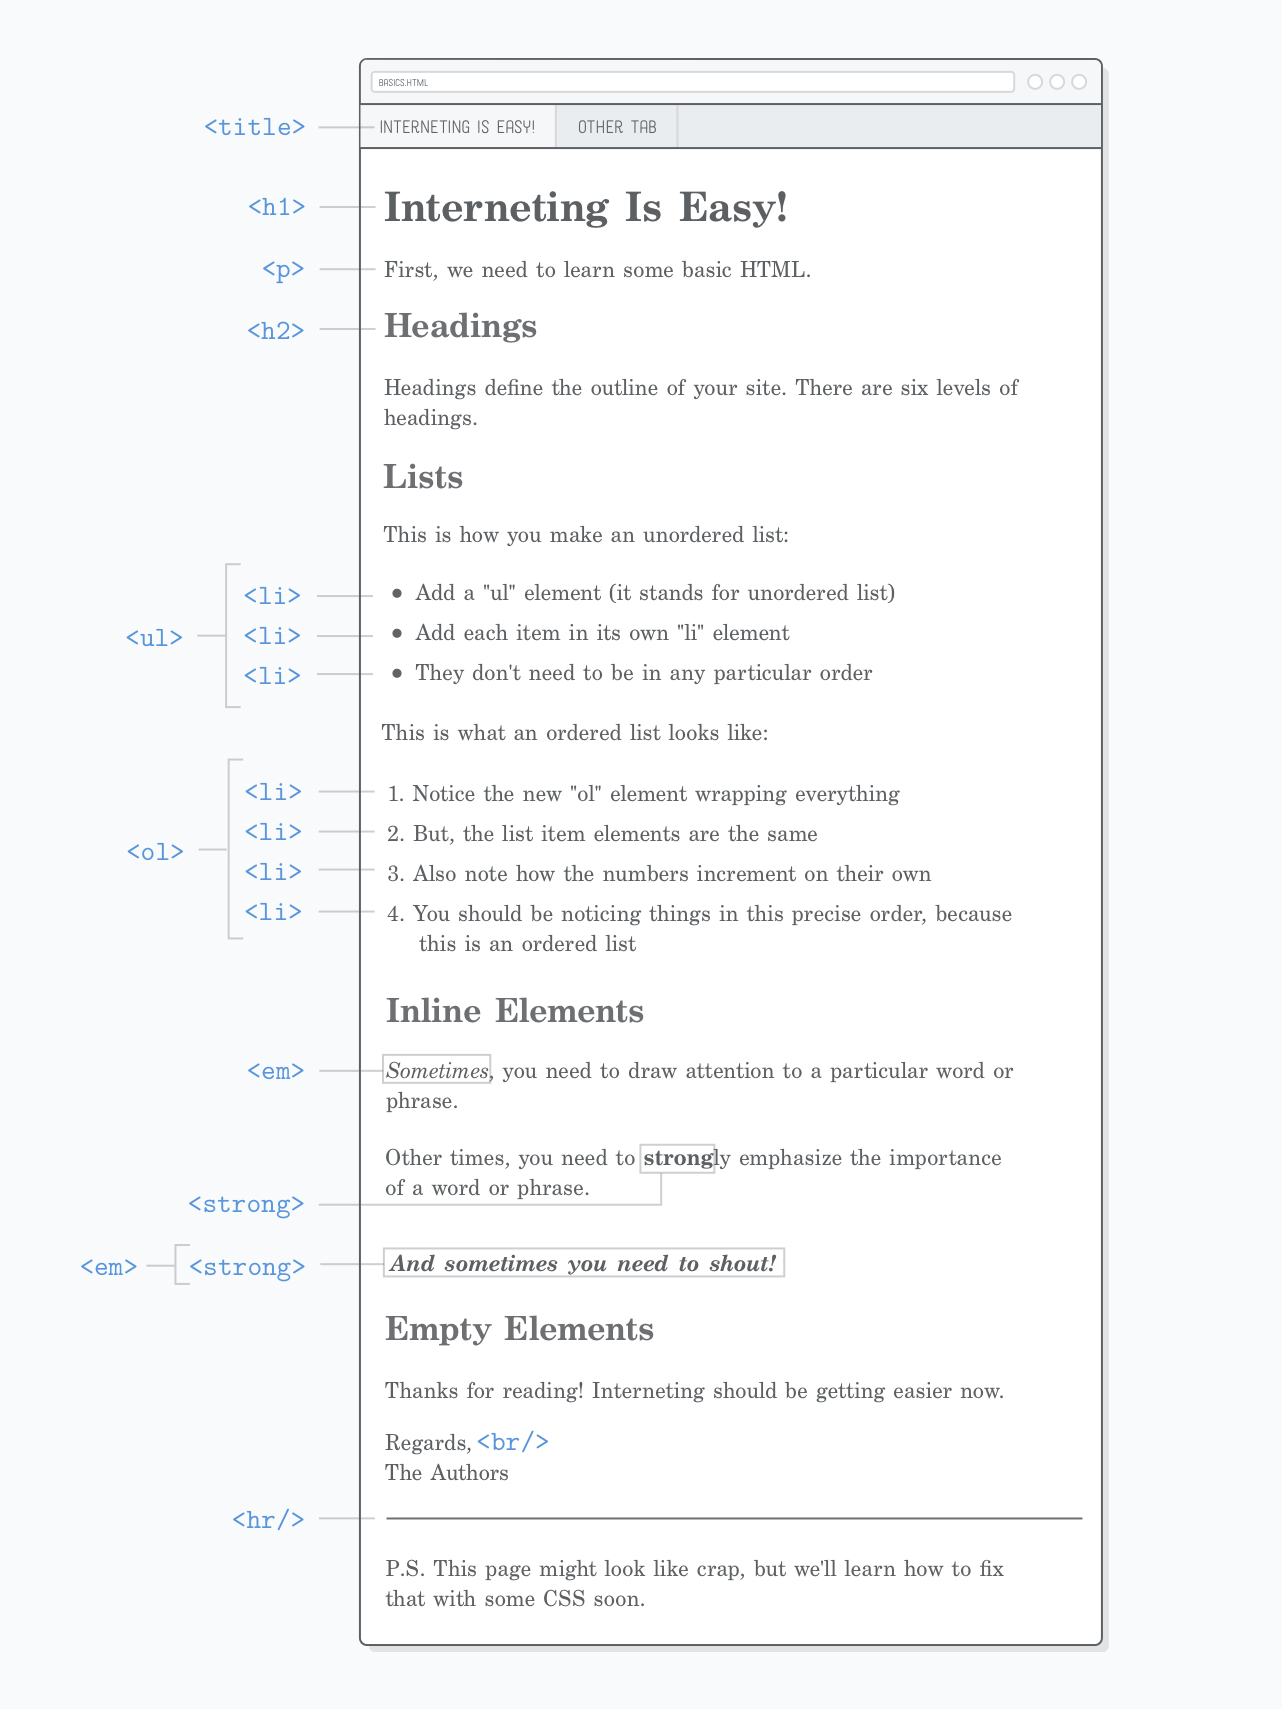 BASICS.HTML
<title> INTERNETING IS EASY! OTHER TAB
<h1> Interneting Is Easy!
<p> First, we need to learn some basic HTML.
<h2> Headings
Headings define the outline of your site. There are six levels of
headings.
Lists
This is how you make an unordered list:
<ul>
<li> • Add a "ul" element (it stands for unordered list)
<li> • Add each item in its own "li" element
<li> • They don't need to be in any particular order
This is what an ordered list looks like:
<ol>
<li> 1. Notice the new "ol" element wrapping everything
<li> 2. But, the list item elements are the same
<li> 3. Also note how the numbers increment on their own
<li> 4. You should be noticing things in this precise order, because
this is an ordered list
Inline Elements
<em> Sometimes, you need to draw attention to a particular word or
phrase.
Other times, you need to strongly emphasize the importance
of a word or phrase.
<strong>
<em> <strong> And sometimes you need to shout!
Empty Elements
Thanks for reading! Interneting should be getting easier now.
Regards, <br/>
The Authors
<hr/>
P.S. This page might look like crap, but we'll learn how to fix
that with some CSS soon.